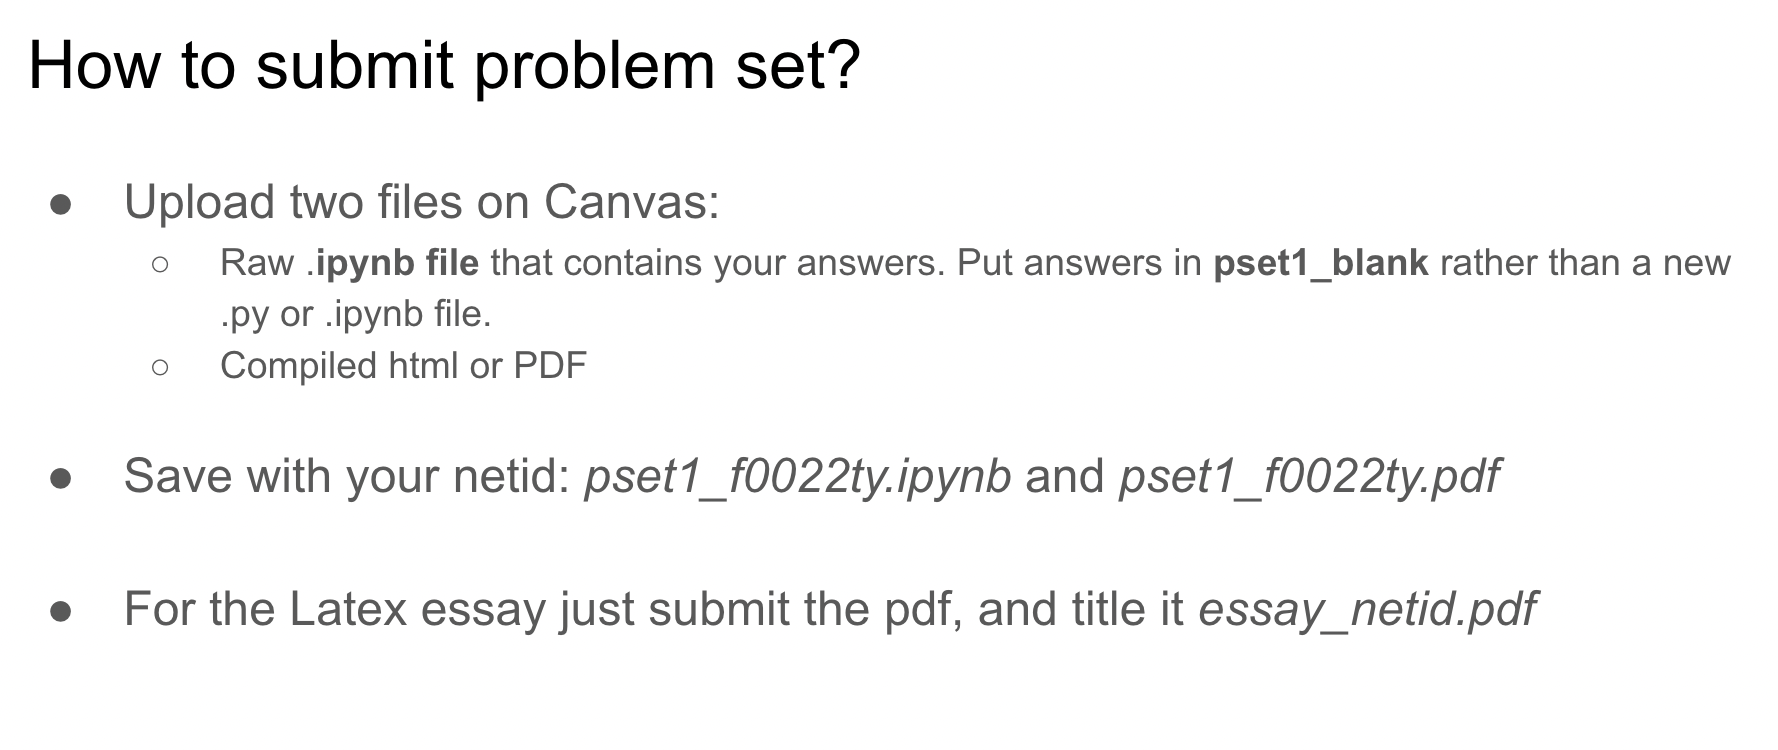 How to submit problem set?
● Upload two files on Canvas:
○ Raw .ipynb file that contains your answers. Put answers in pset1_blank rather than a new
.py or .ipynb file.
○ Compiled html or PDF
● Save with your netid: pset1_f0022ty.ipynb and pset1_f0022ty.pdf
● For the Latex essay just submit the pdf, and title it essay_netid.pdf